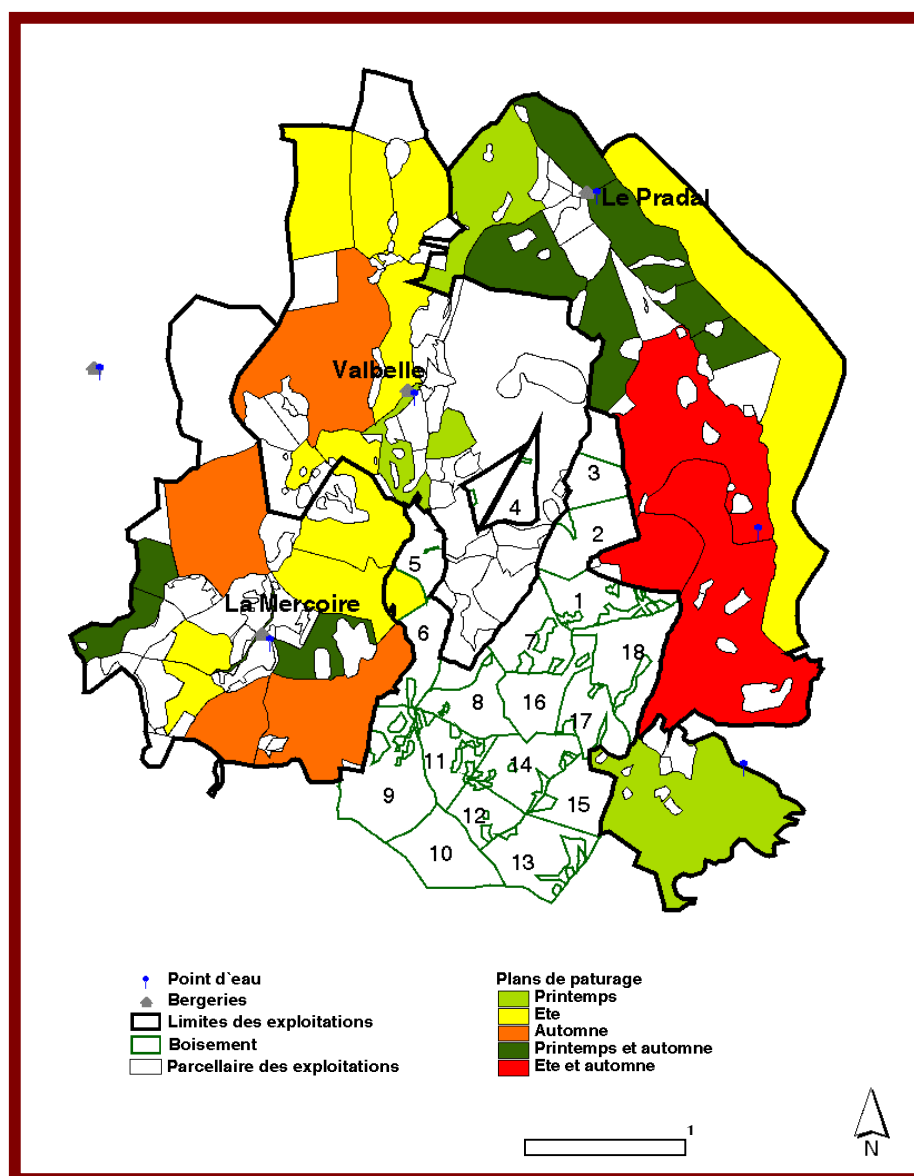 Le Pradal
Valbelle
3
4
2
5
La Mercoire
1
6
7
18
8
16
17
11
14
9
15
12
10
13
Point d`eau
Bergeries
Limites des exploitations
Boisement
Parcellaire des exploitations
Plans de paturage
Printemps
Ete
Automne
Printemps et automne
Ete et automne
1
N